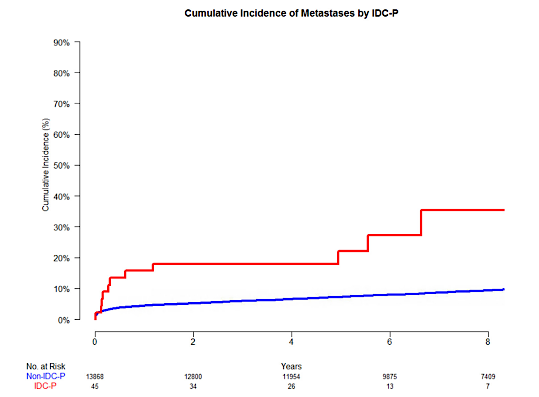 Cumulative Incidence of Metastases by IDC-P
Cumulative Incidence (%)
90%
80%
70%
60%
50%
40%
30%
20%
10%
0%
0 2 4 6 8
No. at Risk Years
Non-IDC-P 13868 12800 11954 9875 7409
IDC-P 45 34 26 13 7